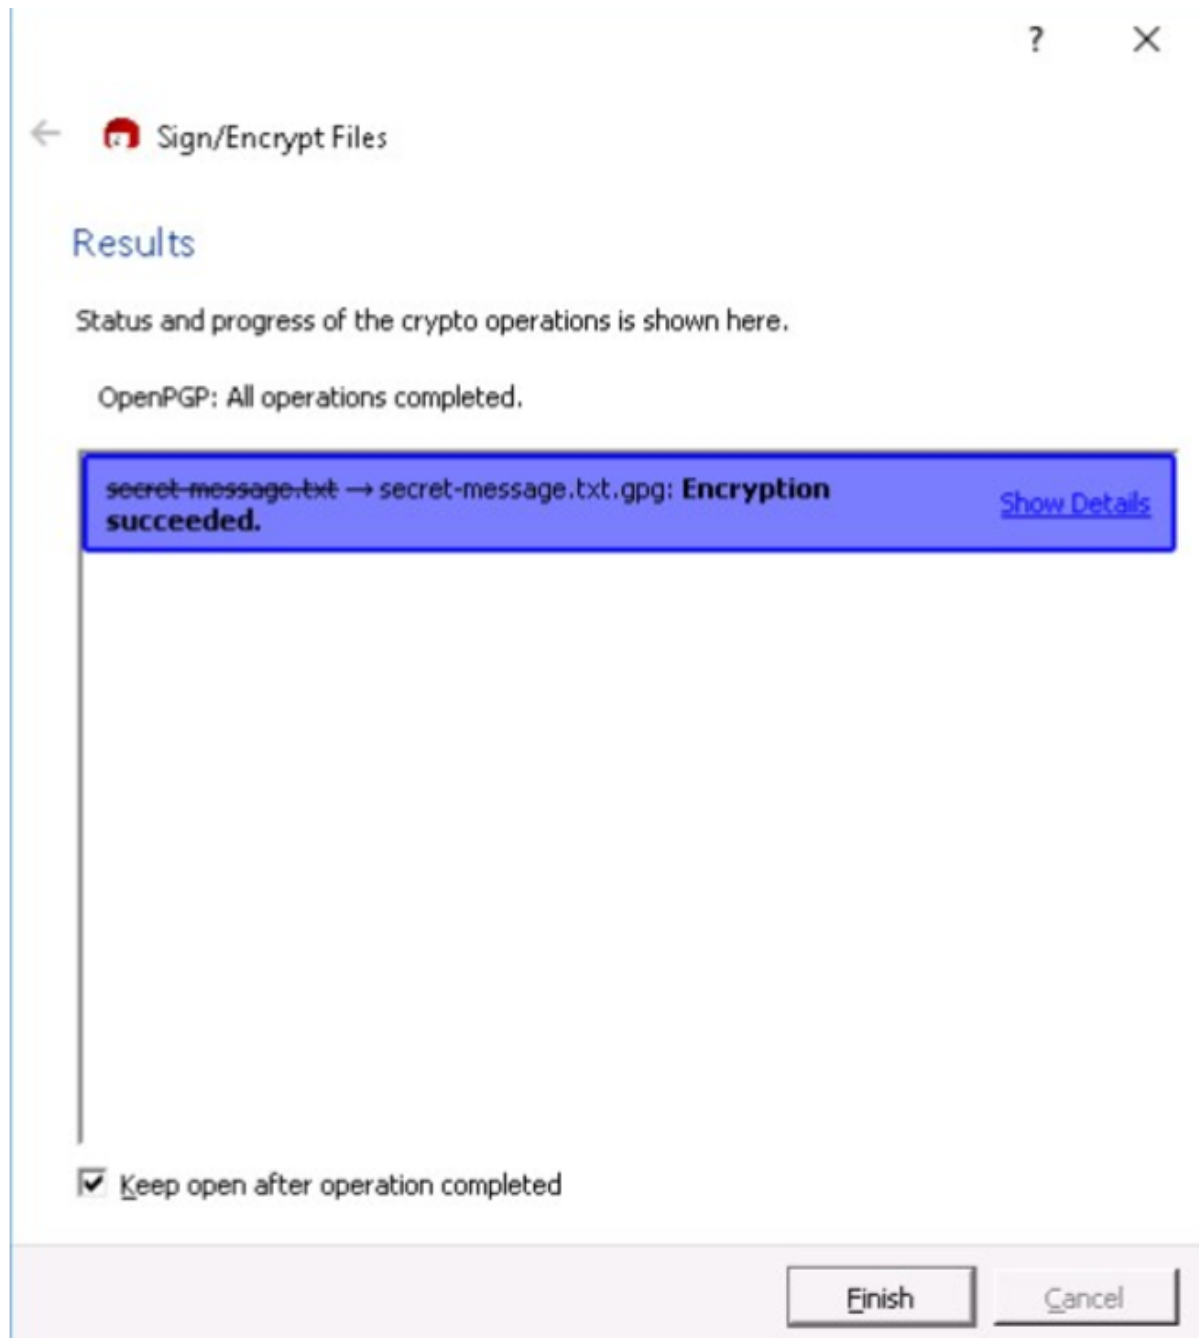 ?
Sign/Encrypt Files
Results
Status and progress of the crypto operations is shown here.
OpenPGP: All operations completed.
secret-message.txt → secret-message.txt.gpg: Encryption
succeeded.
Show Details
Keep open after operation completed
Finish
Cancel